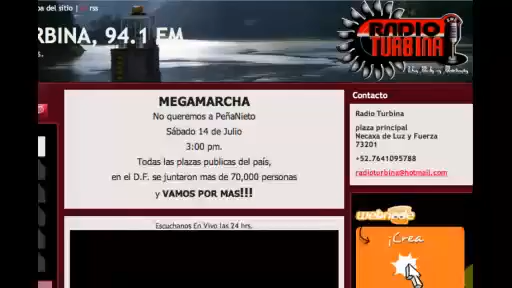 pa del sitio |
RBINA, 94.1 FM
RADIO
TURBINA
MEGAMARCHA
No queremos a PeñaNieto
Sábado 14 de Julio
3:00 pm.
Todas las plazas publicas del país,
en el D.F. se juntaron mas de 70,000 personas
y VAMOS POR MAS!!!
Escuchanos En Vivo las 24 hrs.
Contacto
Radio Turbina
plaza principal
Necaxa de Luz y Fuerza
73201
+52.7641095788
radioturbina@hotmail.com
webnode
¡Crea